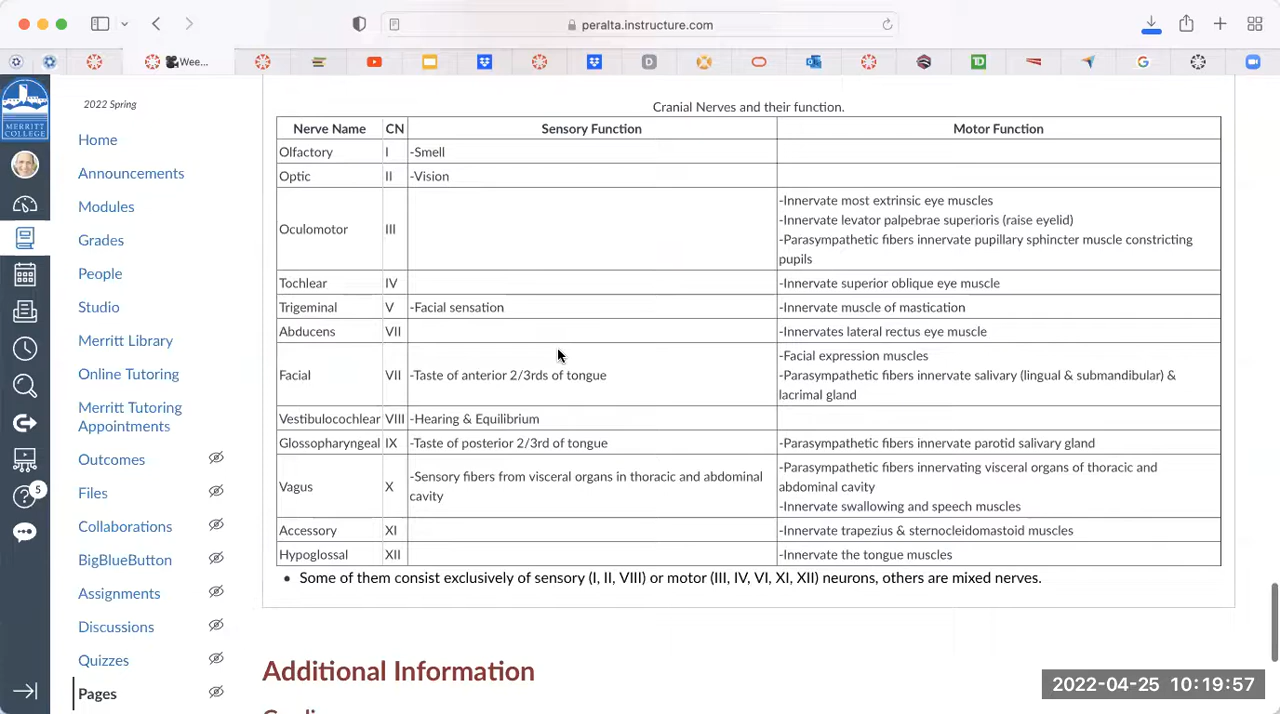 peralta.instructure.com
Wee...
2022 Spring
MERRITT
COLLEGE
Home
Announcements
Modules
Grades
People
Studio
Merritt Library
Online Tutoring
Merritt Tutoring
Appointments
Outcomes
Files
Collaborations
BigBlueButton
Assignments
Discussions
Quizzes
Pages
5
Cranial Nerves and their function.
Nerve Name CN Sensory Function Motor Function
Olfactory I -Smell
Optic II -Vision
Oculomotor III
-Innervate most extrinsic eye muscles
-Innervate levator palpebrae superioris (raise eyelid)
-Parasympathetic fibers innervate pupillary sphincter muscle constricting
pupils
Tochlear IV -Innervate superior oblique eye muscle
Trigeminal V -Facial sensation -Innervate muscle of mastication
Abducens VII -Innervates lateral rectus eye muscle
Facial VII -Taste of anterior 2/3rds of tongue
-Facial expression muscles
-Parasympathetic fibers innervate salivary (lingual & submandibular) &
lacrimal gland
Vestibulocochlear VIII -Hearing & Equilibrium
Glossopharyngeal IX -Taste of posterior 2/3rd of tongue -Parasympathetic fibers innervate parotid salivary gland
Vagus X
-Sensory fibers from visceral organs in thoracic and abdominal
cavity
-Parasympathetic fibers innervating visceral organs of thoracic and
abdominal cavity
-Innervate swallowing and speech muscles
Accessory XI -Innervate trapezius & sternocleidomastoid muscles
Hypoglossal XII -Innervate the tongue muscles
• Some of them consist exclusively of sensory (I, II, VIII) or motor (III, IV, VI, XI, XII) neurons, others are mixed nerves.
Additional Information
2022-04-25 10:19:57